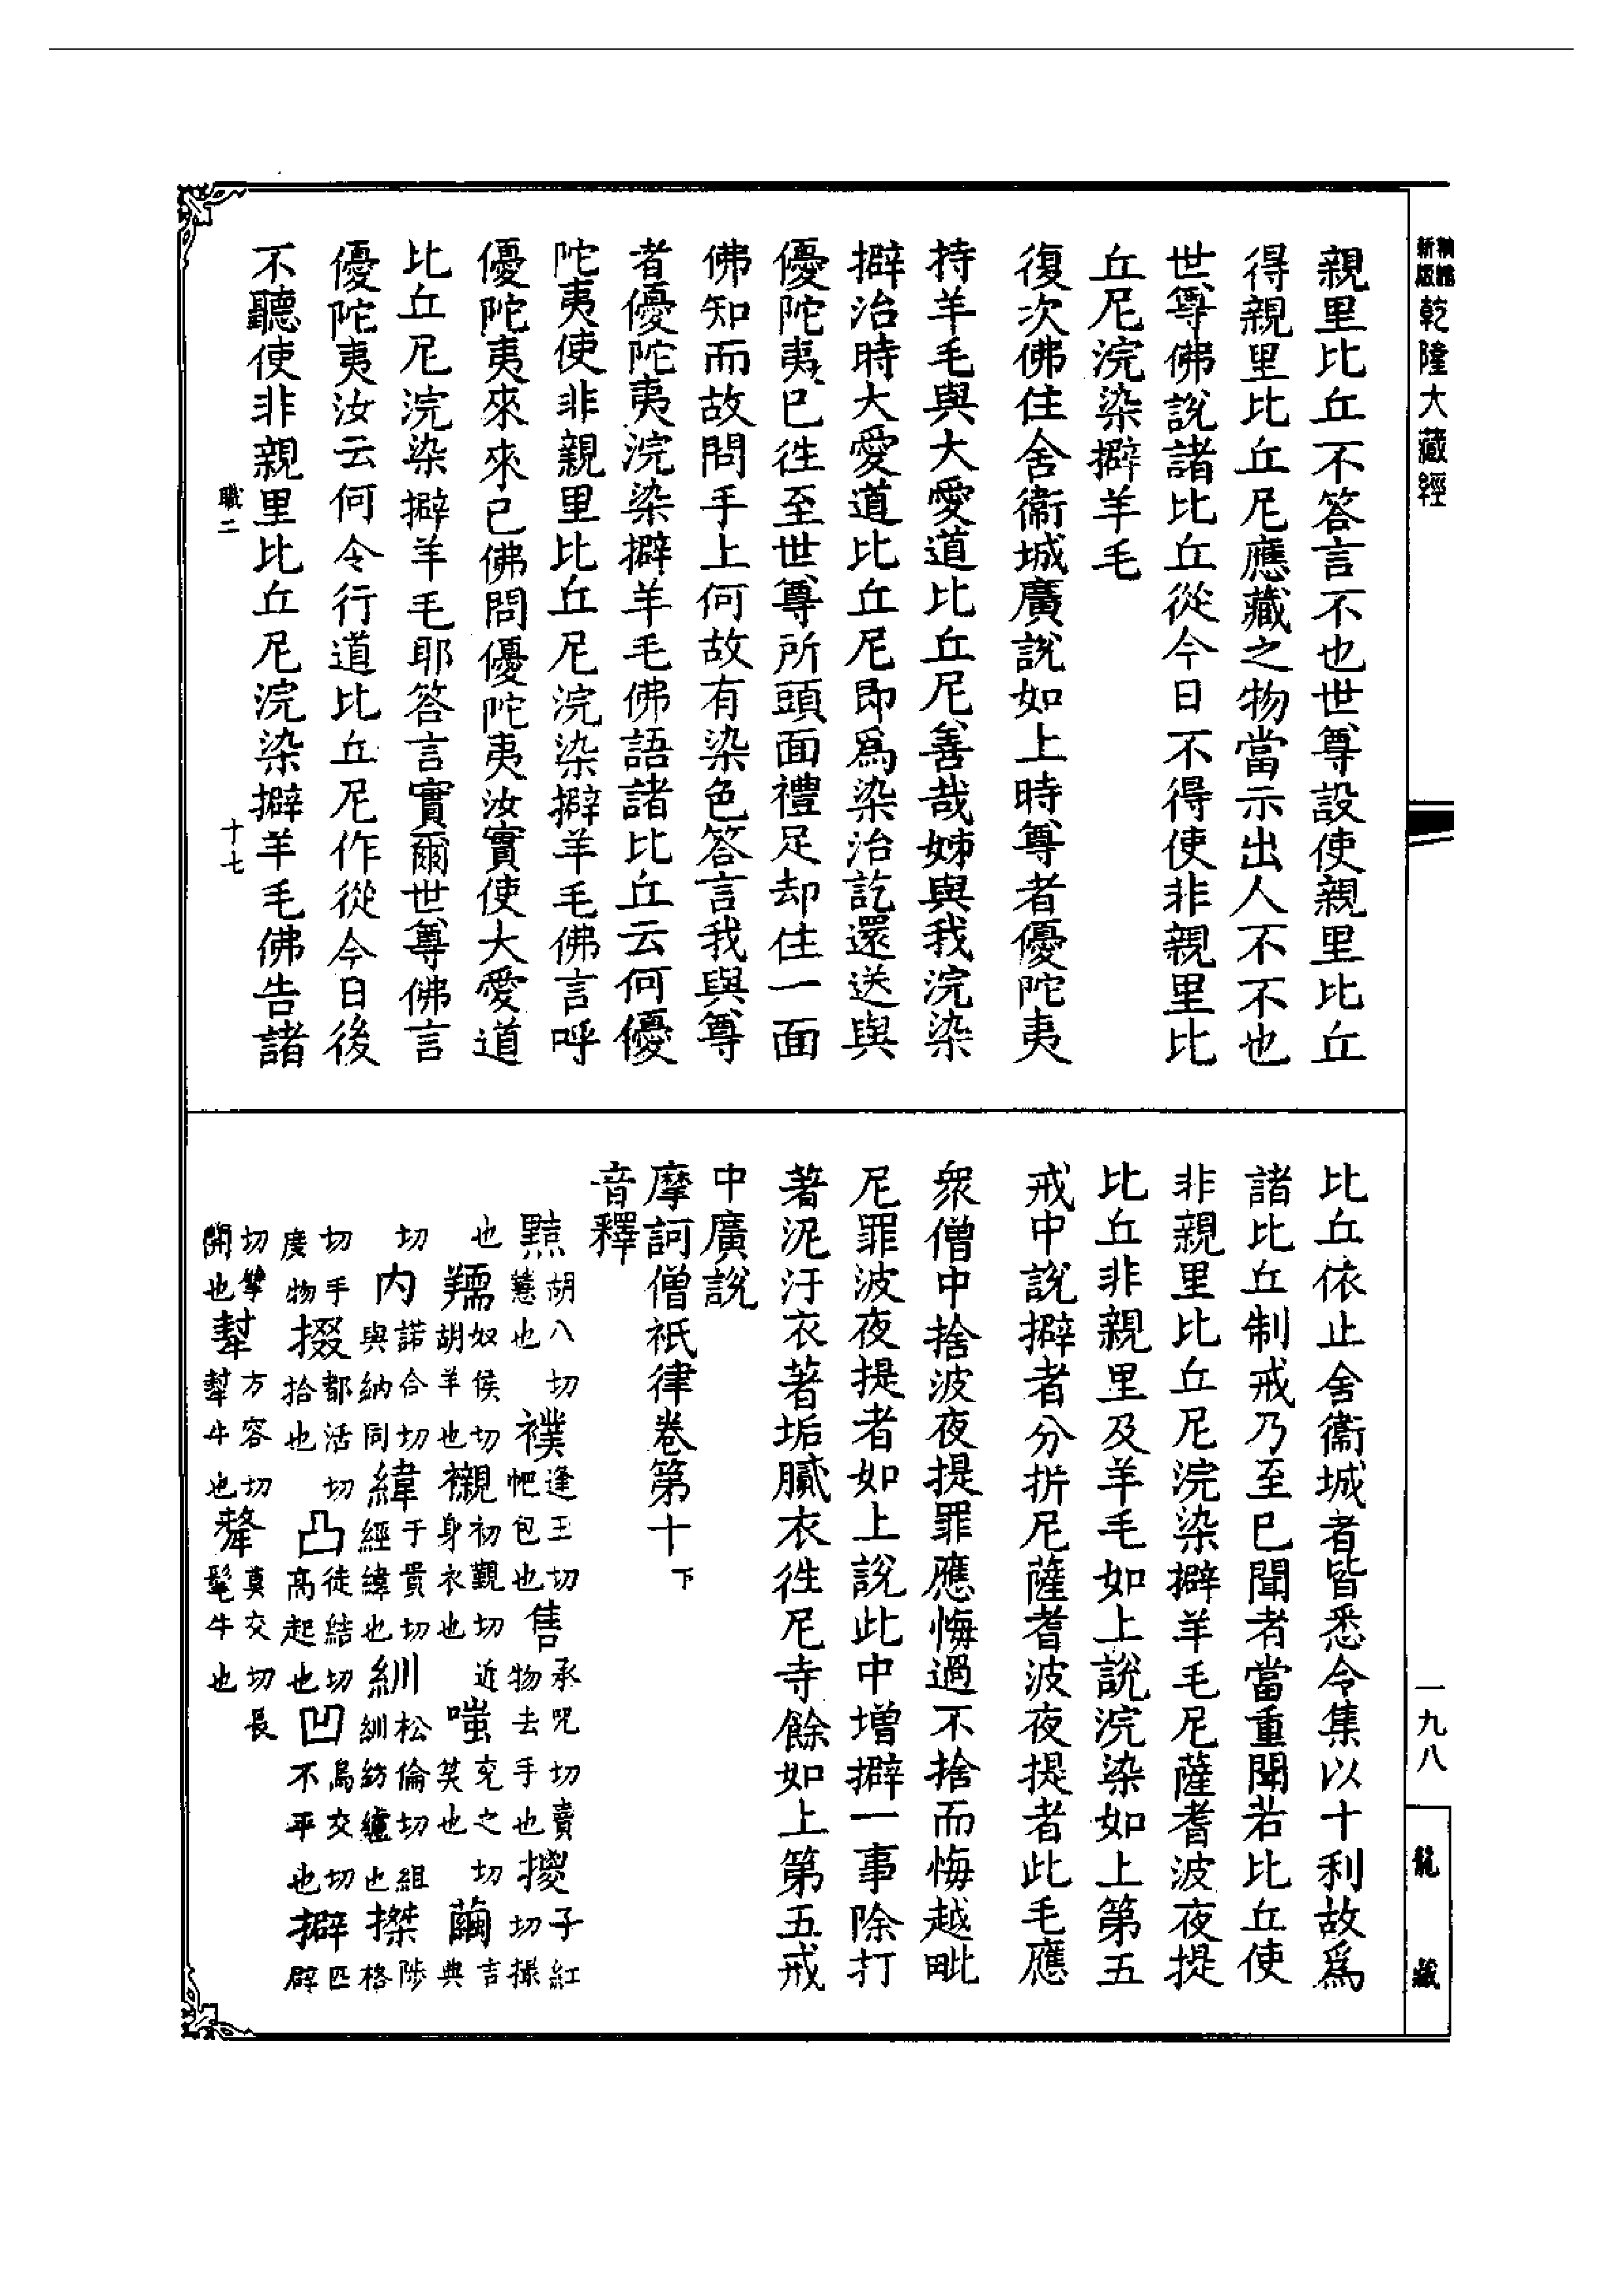 新版 乾隆大藏經
親里比丘不答言不也世尊設使親里比丘
得親里比丘尼應藏之物當示出人不不也
世尊佛說諸比丘從今日不得使非親里比
丘尼浣染擗羊毛
復次佛住舍衞城廣說如上時尊者優陀夷
持羊毛與大愛道比丘尼善哉姊與我浣染
擗治時大愛道比丘尼即爲染治訖還送與
優陀夷已徃至世尊所頭面禮足却住一面
佛知而故問手上何故有染色答言我與尊
者優陀夷浣染擗羊毛佛語諸比丘云何優
陀夷使非親里比丘尼浣染擗羊毛佛言呼
優陀夷來來已佛問優陀夷汝實使大愛道
比丘尼浣染擗羊毛耶答言實爾世尊佛言
優陀夷汝云何令行道比丘尼作從今日後
不聽使非親里比丘尼浣染擗羊毛佛告諸
職二
十七
比丘依止舍衞城者皆悉令集以十利故爲
諸比丘制戒乃至已聞者當重聞若比丘使
非親里比丘尼浣染擗羊毛尼薩耆波夜提
比丘非親里及羊毛如上說浣染如上第五
戒中說擗者分折尼薩耆波夜提者此毛應
衆僧中捨波夜提罪應悔過不捨而悔越毗
尼罪波夜提者如上說此中增擗一事除打
著泥汙衣著垢膩衣徃尼寺餘如上第五戒
中廣說
摩訶僧祇律卷第十下
音釋
黠胡八切慧也 襆逢玉切帊包也 售承呪切賣物去手也 㩳子紅切撮
也 羺奴侯切胡羊也 襯初覲切近身衣也 嗤充之切笑也 繭吉典
切 内諾合切與納同 緯于貴切經緯也 紃松倫切紃紡纑也 㩉陟格
切手度物 掇都活切拾也 凸徒結切高起也 凹烏交切不平也 擗匹辟
切擘開也 犎方容切犎牛也 犛莫交切長髦牛也
一九八
龍藏